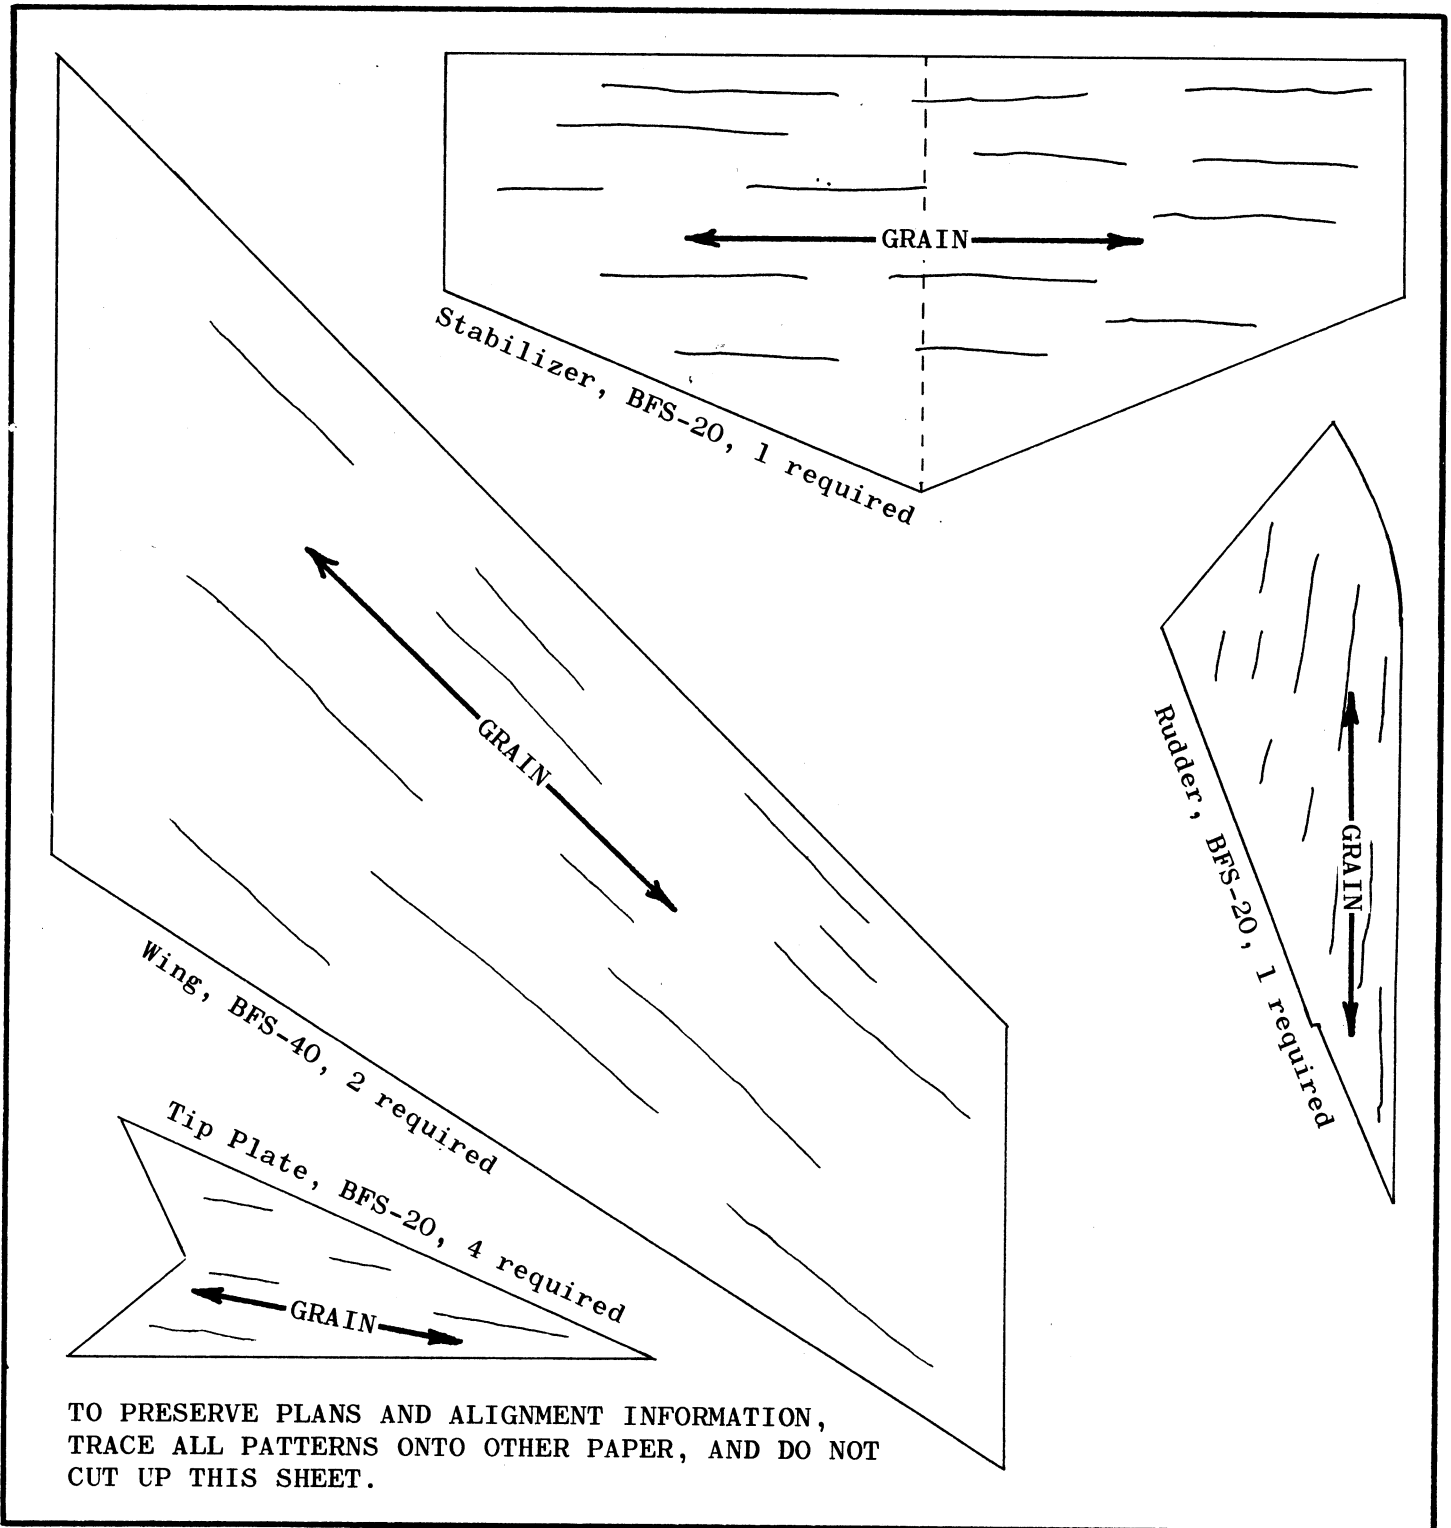 GRAIN
Stabilizer, BFS-20, 1 required
GRAIN
Rudder, BFS-20, 1 required
GRAIN
Wing, BFS-40, 2 required
Tip Plate, BFS-20, 4 required
GRAIN
TO PRESERVE PLANS AND ALIGNMENT INFORMATION,
TRACE ALL PATTERNS ONTO OTHER PAPER, AND DO NOT
CUT UP THIS SHEET.